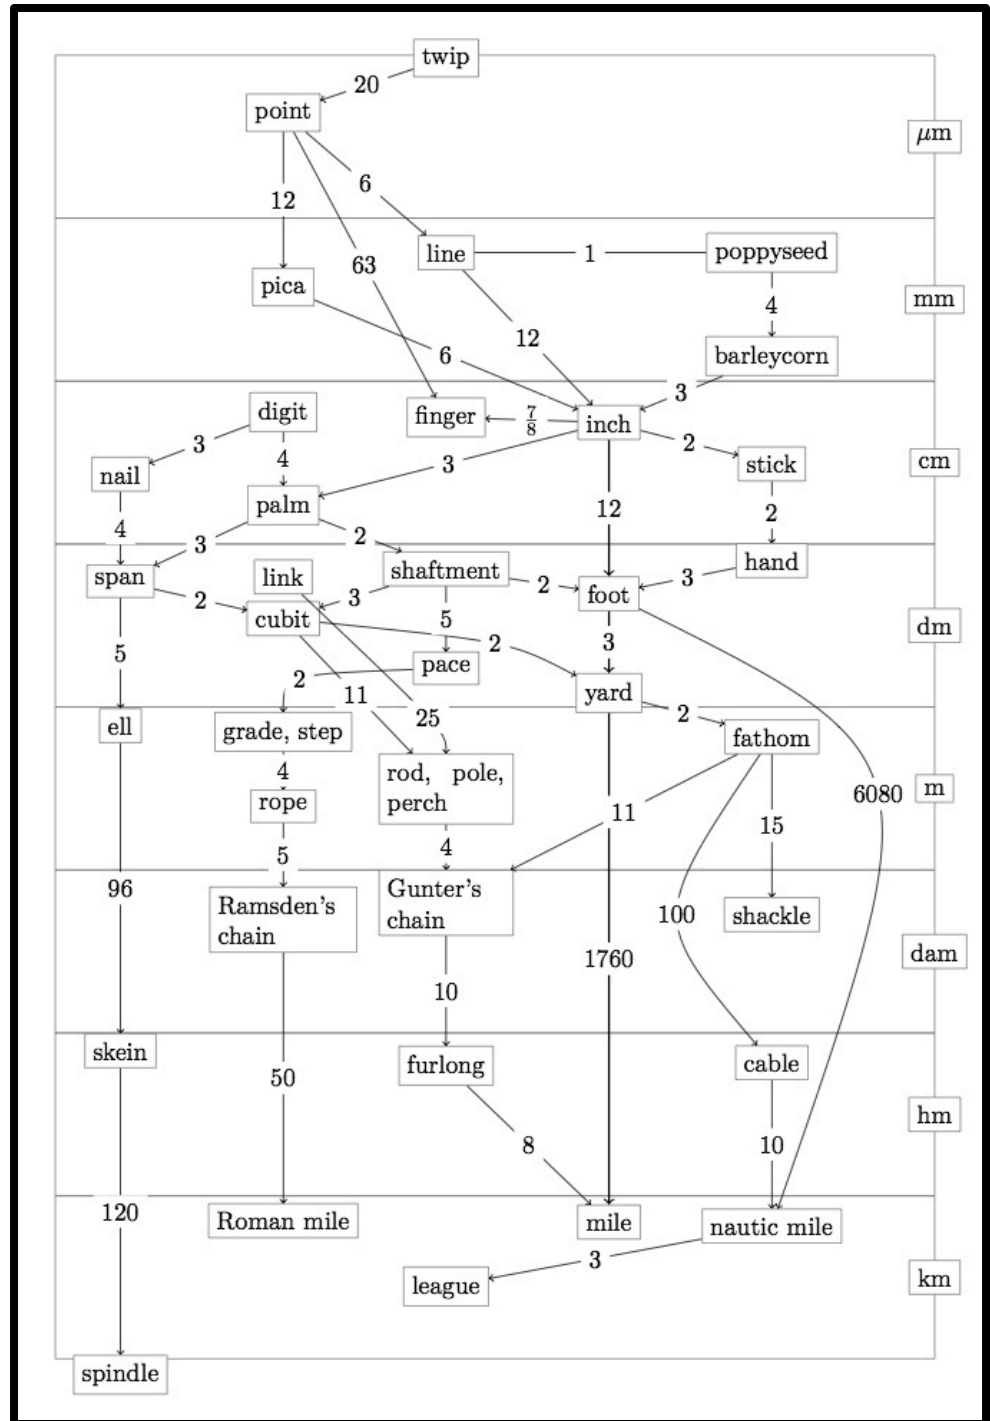 twip
20
point
μm
12
6
line
1
poppyseed
63
pica
mm
4
12
6
barleycorn
3
digit
finger
7/8
inch
3
4
2
nail
3
stick
cm
palm
12
2
4
3
2
span
link
shaftment
hand
2
3
2
3
foot
cubit
5
dm
5
2
3
pace
2
11
yard
25
2
ell
grade, step
fathom
4
rod, pole,
perch
rope
6080
m
11
15
4
5
96
Gunter's
chain
Ramsden's
chain
100
shackle
1760
dam
10
skein
furlong
cable
50
hm
8
10
120
Roman mile
mile
nautic mile
3
league
km
spindle